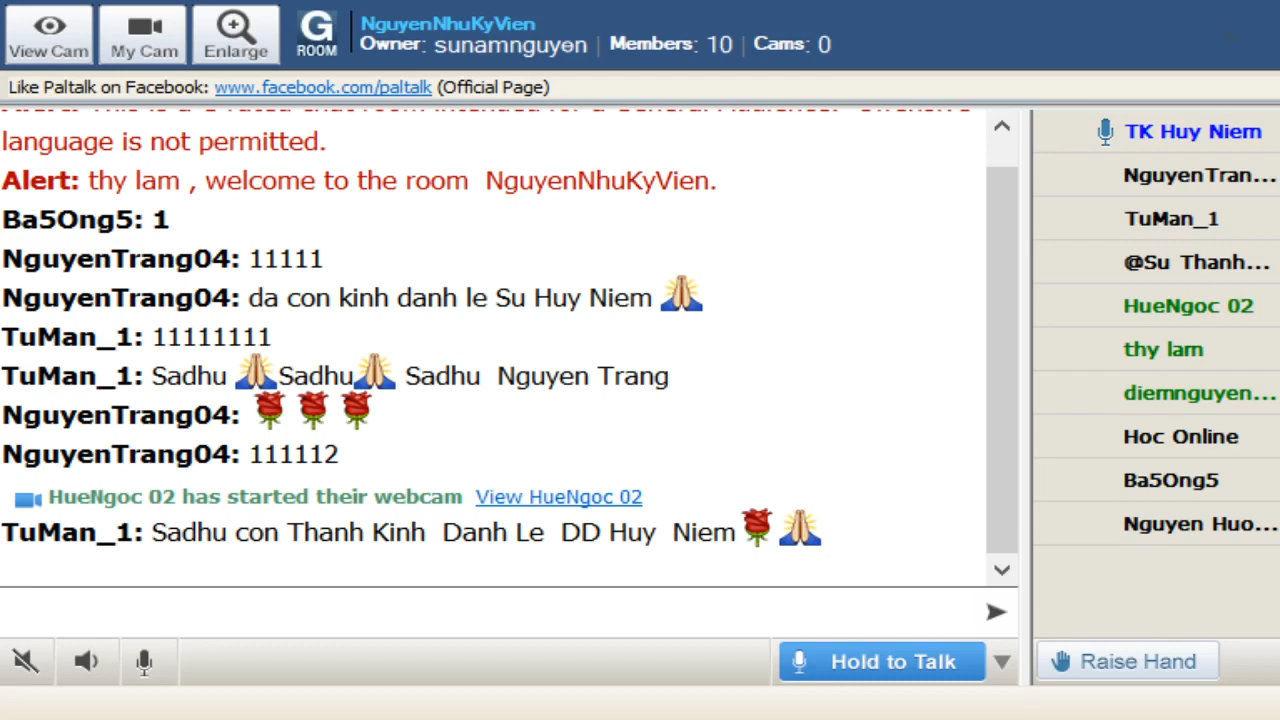 View Cam
My Cam
Enlarge
G
ROOM
NguyenNhuKyVien
Owner: sunamnguyen | Members: 10 | Cams: 0
Like Paltalk on Facebook: www.facebook.com/paltalk (Official Page)
language is not permitted.
Alert: thy lam , welcome to the room NguyenNhuKyVien.
Ba5Ong5: 1
NguyenTrang04: 11111
NguyenTrang04: da con kinh danh le Su Huy Niem
TuMan_1: 11111111
TuMan_1: Sadhu Sadhu Sadhu Nguyen Trang
NguyenTrang04:
NguyenTrang04: 111112
HueNgoc 02 has started their webcam View HueNgoc 02
TuMan_1: Sadhu con Thanh Kinh Danh Le DD Huy Niem
Hold to Talk
TK Huy Niem
NguyenTran...
TuMan_1
@Su Thanh...
HueNgoc 02
thy lam
diemnguyen...
Hoc Online
Ba5Ong5
Nguyen Huo...
Raise Hand